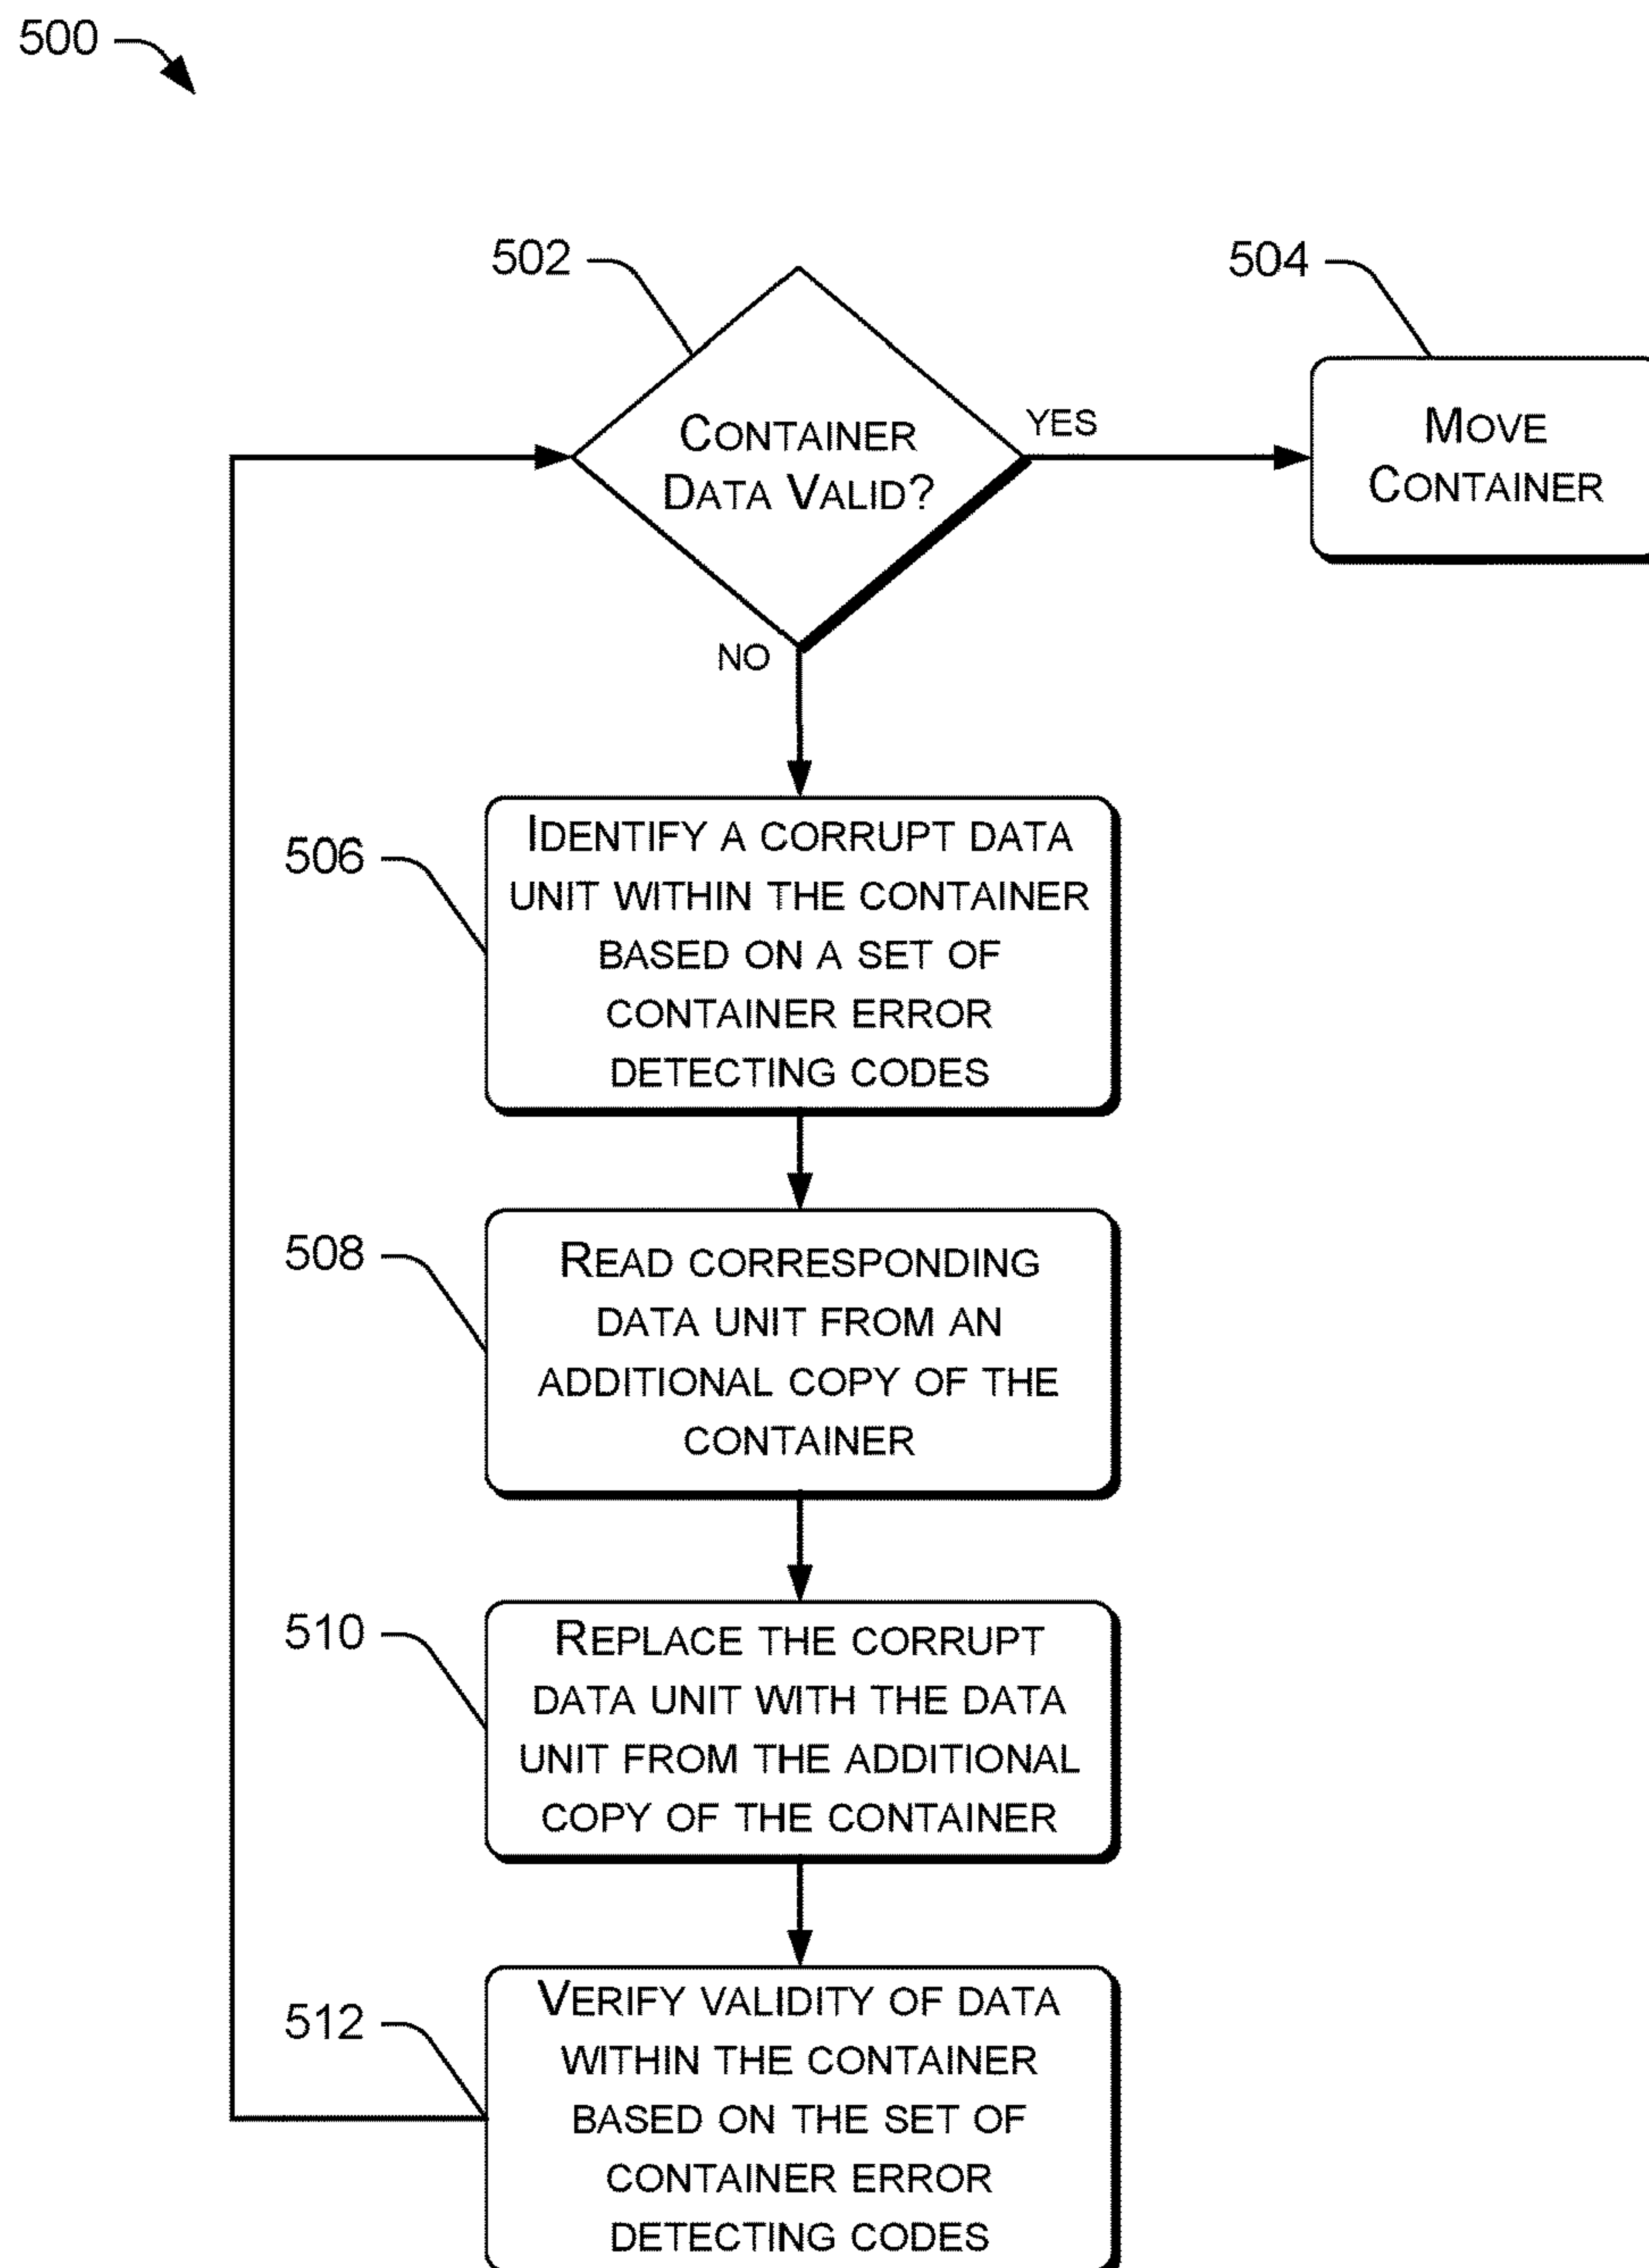 500
502
504
CONTAINER
DATA VALID?
YES
MOVE
CONTAINER
NO
506
IDENTIFY A CORRUPT DATA
UNIT WITHIN THE CONTAINER
BASED ON A SET OF
CONTAINER ERROR
DETECTING CODES
508
READ CORRESPONDING
DATA UNIT FROM AN
ADDITIONAL COPY OF THE
CONTAINER
510
REPLACE THE CORRUPT
DATA UNIT WITH THE DATA
UNIT FROM THE ADDITIONAL
COPY OF THE CONTAINER
512
VERIFY VALIDITY OF DATA
WITHIN THE CONTAINER
BASED ON THE SET OF
CONTAINER ERROR
DETECTING CODES